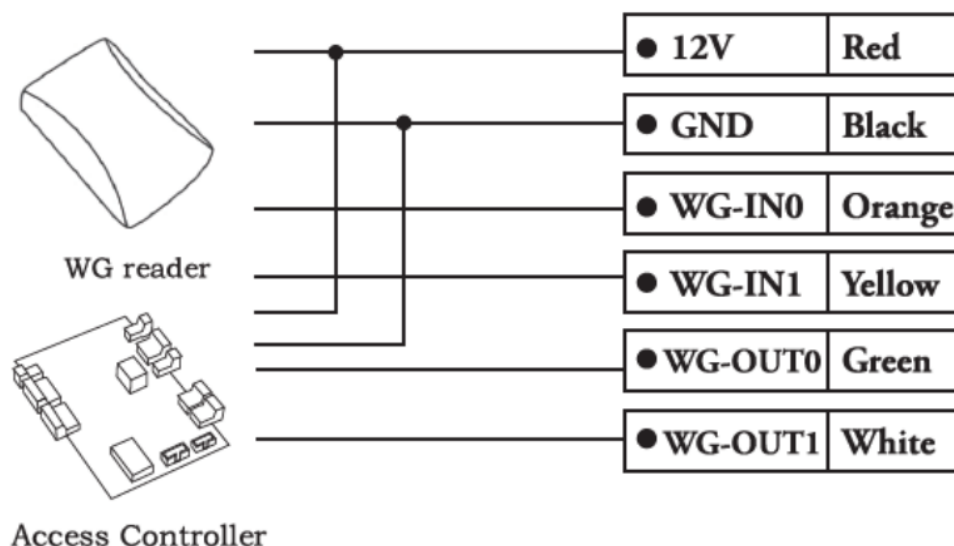 12V Red
GND Black
WG-IN0 Orange
WG reader
WG-IN1 Yellow
WG-OUT0 Green
WG-OUT1 White
Access Controller